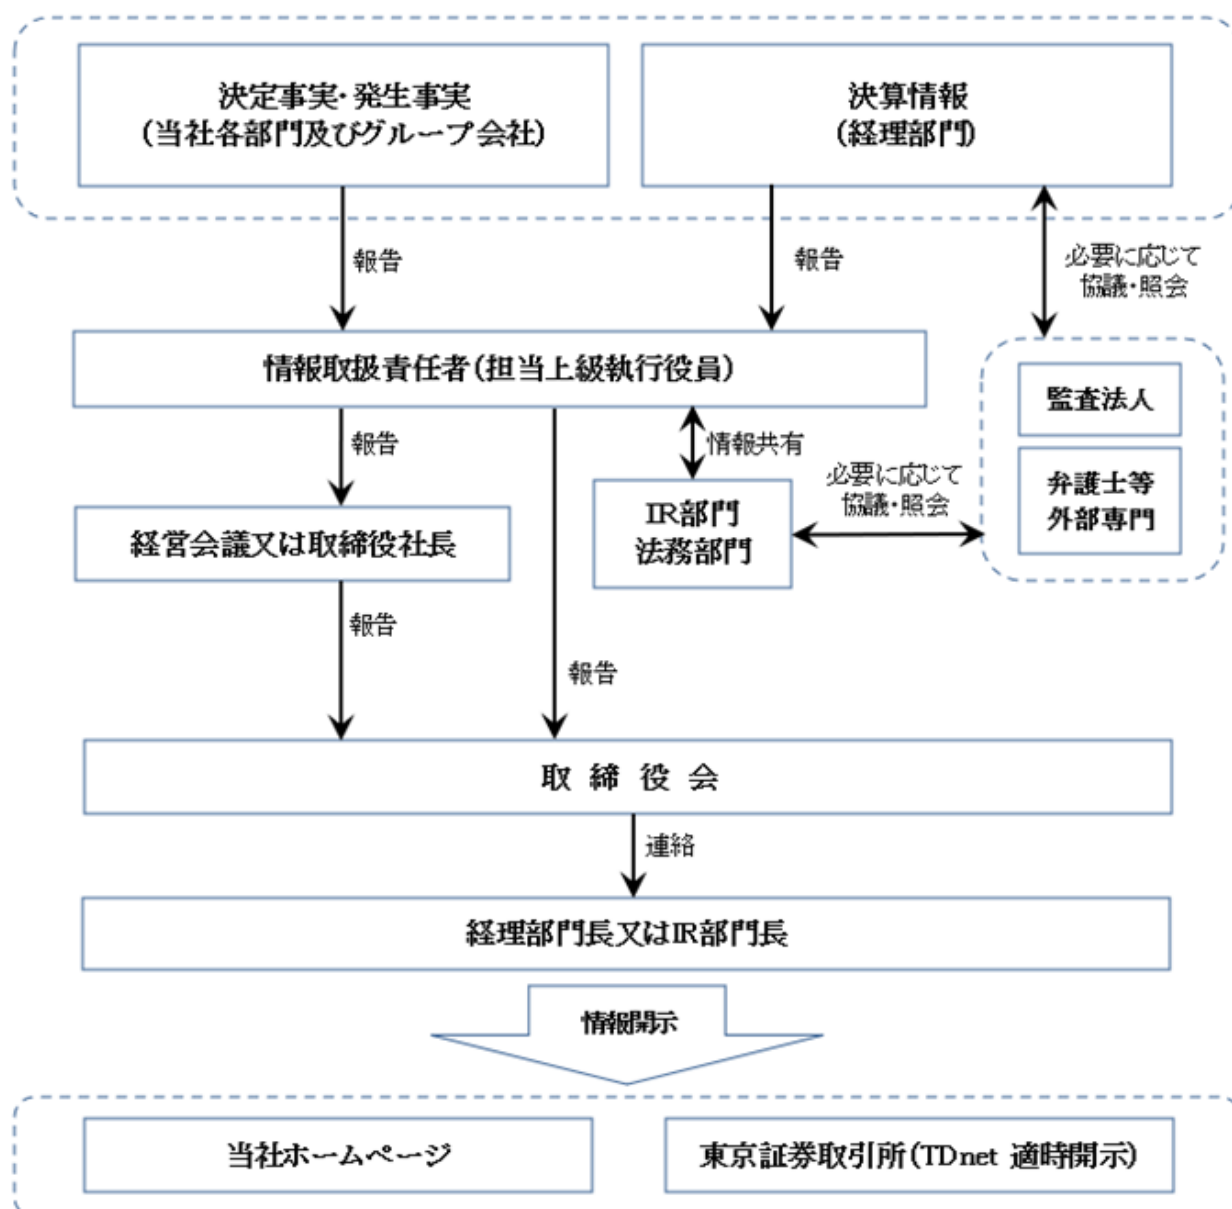 決定事実・発生事実
(当社各部門及びグループ会社)
決算情報
(経理部門)
報告
報告
必要に応じて
協議・照会
情報取扱責任者(担当上級執行役員)
監査法人
報告
情報共有
弁護士等
外部専門
必要に応じて
協議・照会
IR部門
法務部門
経営会議又は取締役社長
報告
報告
取 締 役 会
連絡
経理部門長又はIR部門長
情報開示
当社ホームページ
東京証券取引所(TDnet 適時開示)